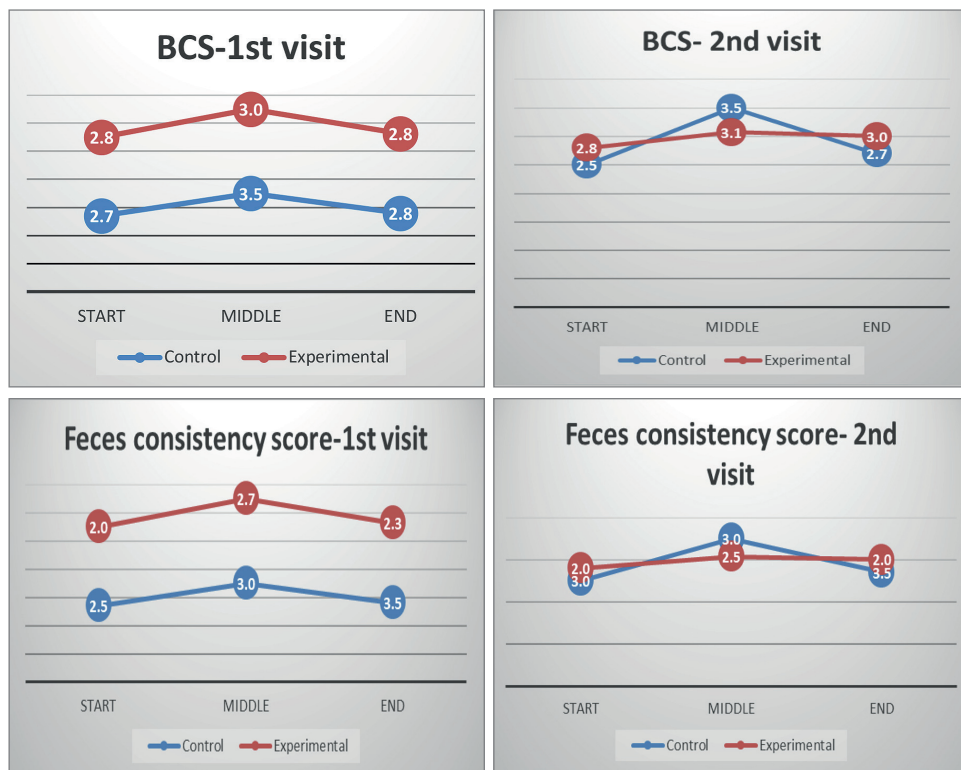 BCS-1st visit
2.8 3.0 2.8
2.7 3.5 2.8
START MIDDLE END
Control Experimental
BCS- 2nd visit
3.5
2.8 3.1 3.0
2.5 2.7
START MIDDLE END
Control Experimental
Feces consistency score-1st visit
2.0 2.7 2.3
2.5 3.0 3.5
START MIDDLE END
Control Experimental
Feces consistency score- 2nd
visit
3.0
2.0 2.5 2.0
3.0 3.5
START MIDDLE END
Control Experimental